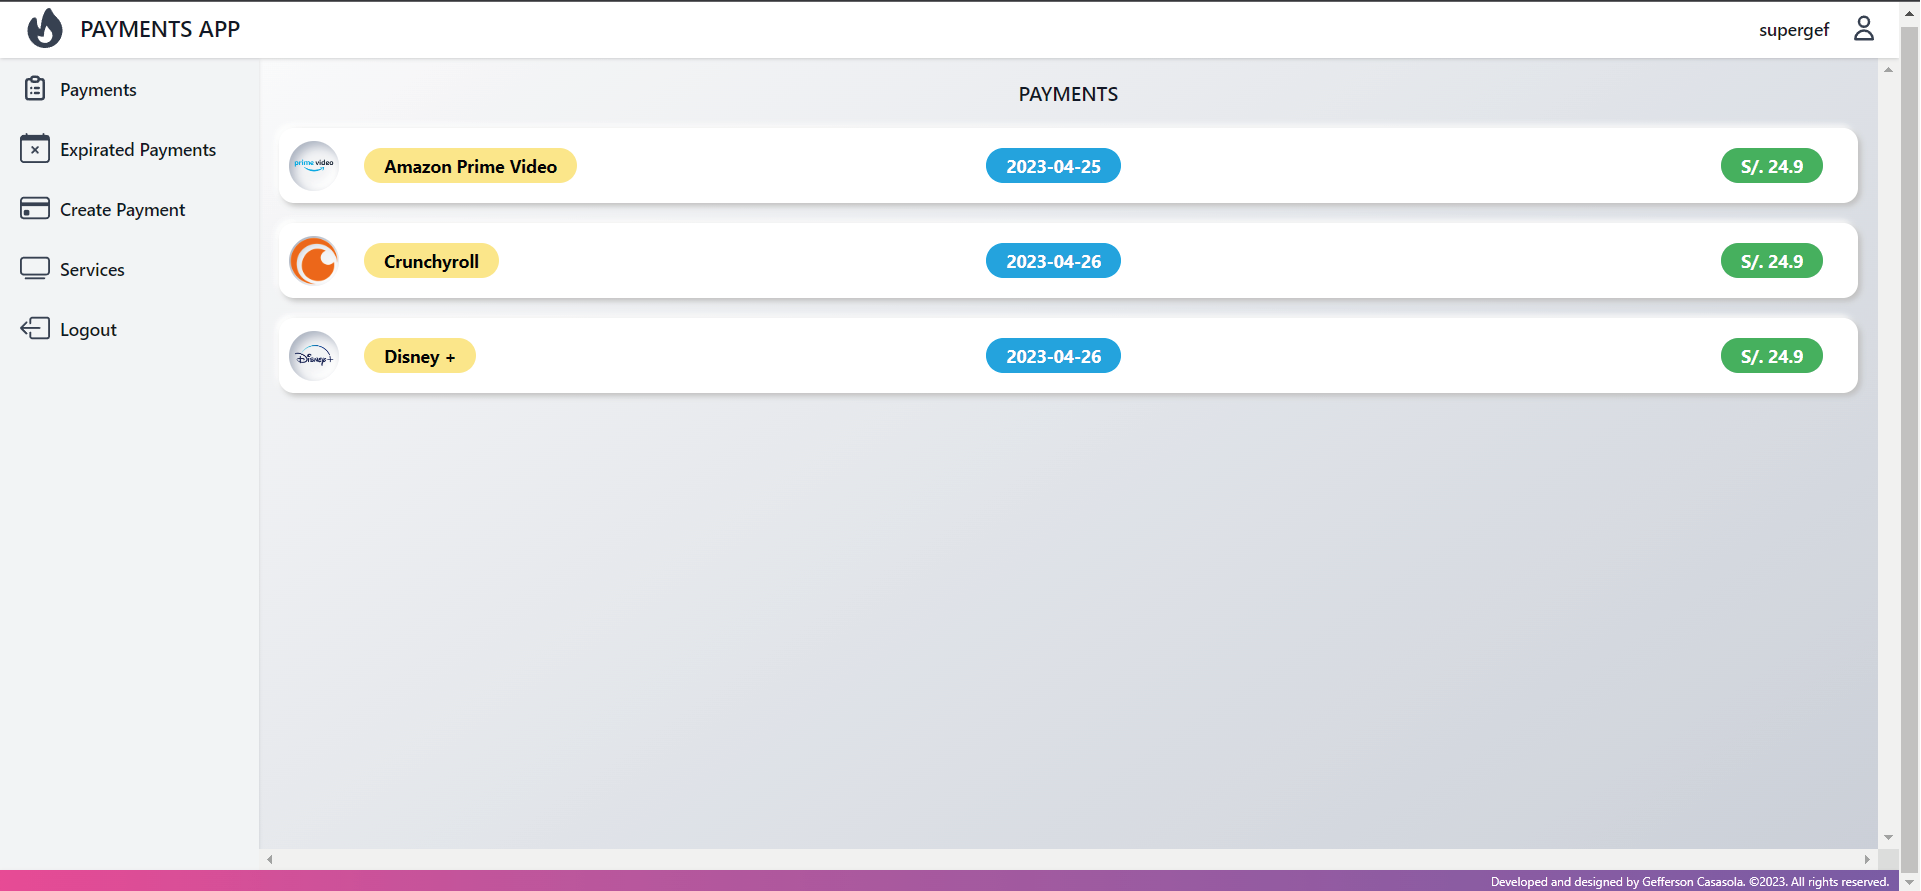 PAYMENTS APP
supergef
Payments
Expirated Payments
Create Payment
Services
Logout
PAYMENTS
prime video
Amazon Prime Video
2023-04-25
S/. 24.9
Crunchyroll
2023-04-26
S/. 24.9
Disney+
Disney +
2023-04-26
S/. 24.9
Developed and designed by Gefferson Casasola. ©2023. All rights reserved.